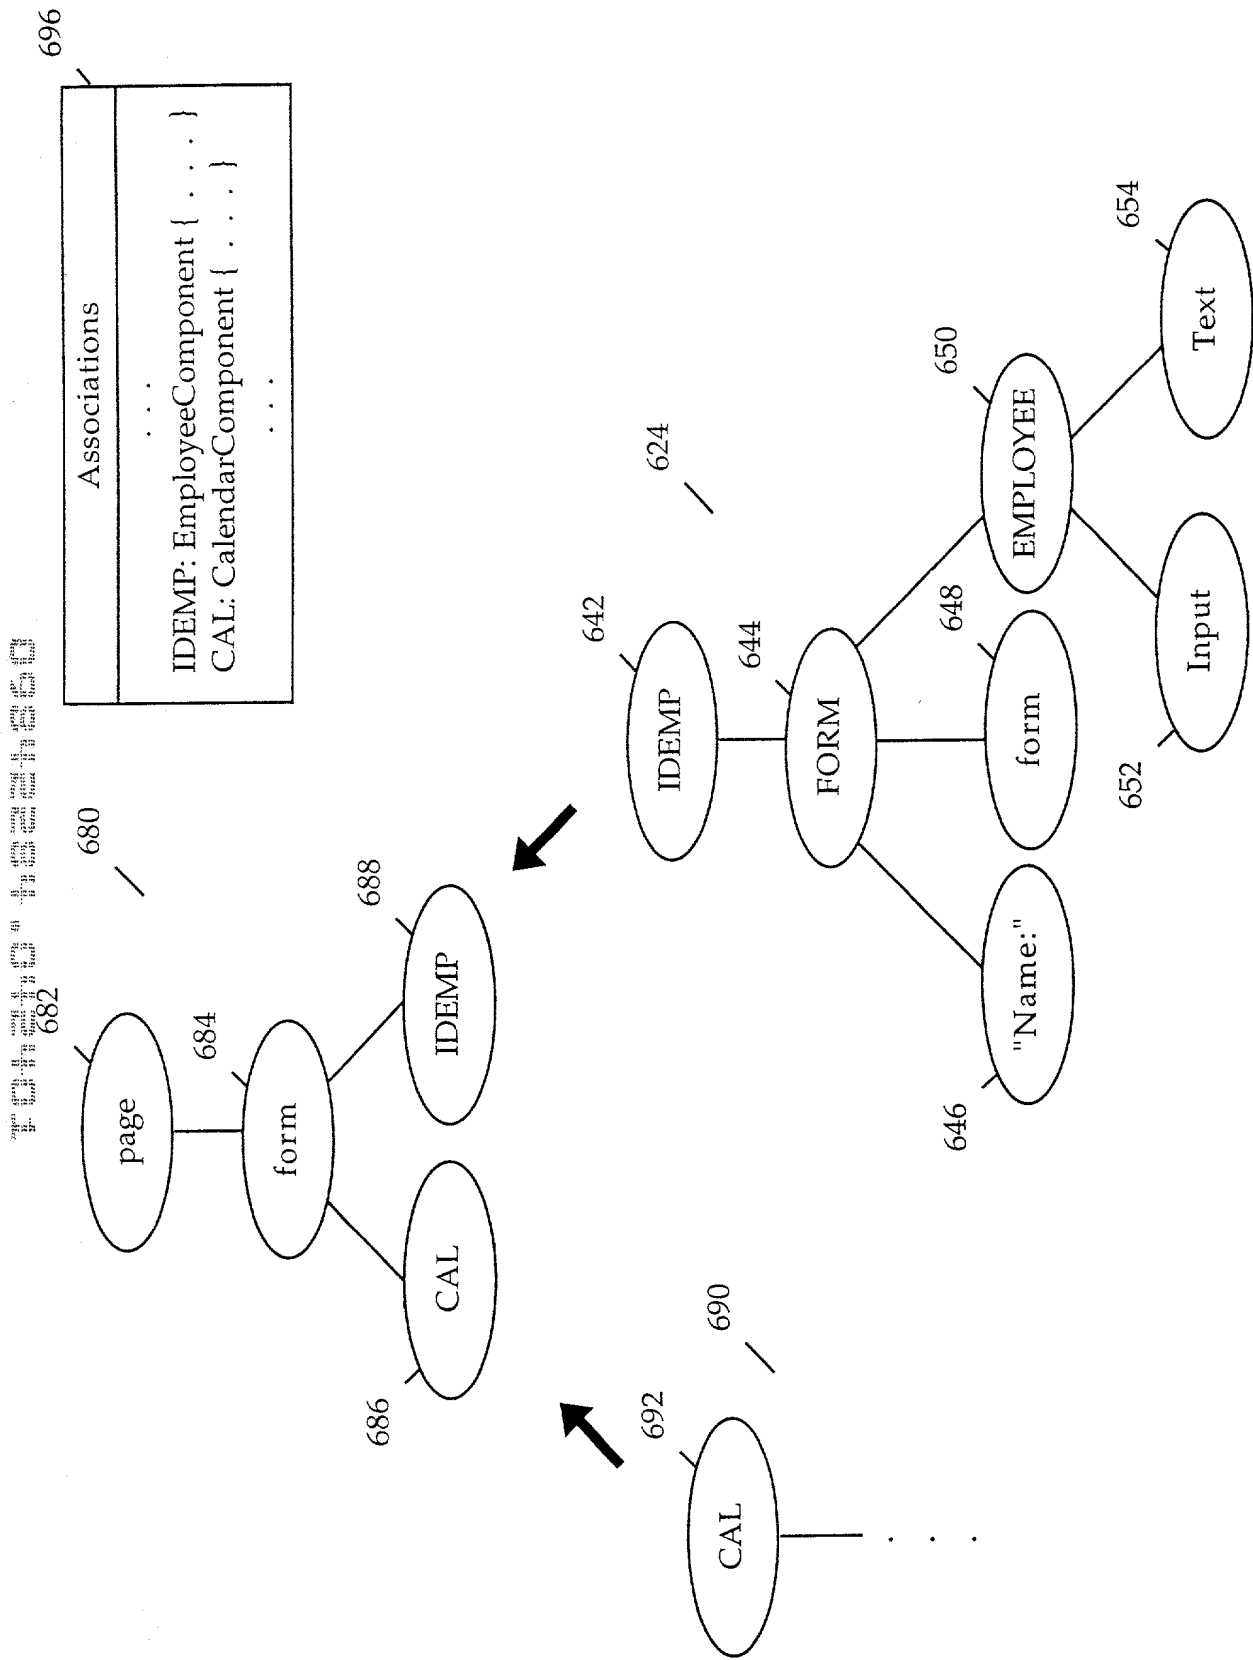 682
page
680
684
form
686
CAL
688
IDEMP
696
Associations
. . .
IDEMP: EmployeeComponent { . . . }
CAL: CalendarComponent { . . . }
. . .
690
692
CAL
. . .
624
642
IDEMP
644
FORM
646
"Name:"
648
form
650
EMPLOYEE
652
Input
654
Text